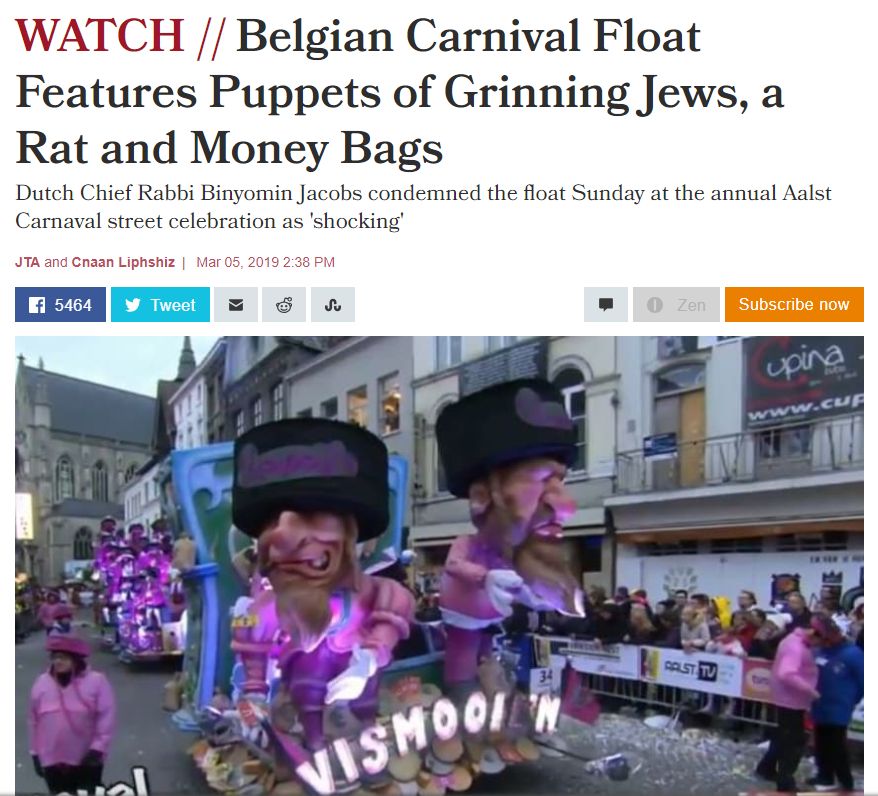 WATCH // Belgian Carnival Float
Features Puppets of Grinning Jews, a
Rat and Money Bags
Dutch Chief Rabbi Binyomin Jacobs condemned the float Sunday at the annual Aalst
Carnaval street celebration as 'shocking'
JTA and Cnaan Liphshiz | Mar 05, 2019 2:38 PM
5464
Tweet
Zen
Subscribe now
upina
www.cup
34
AALST.TV
VISMOOI'N
val